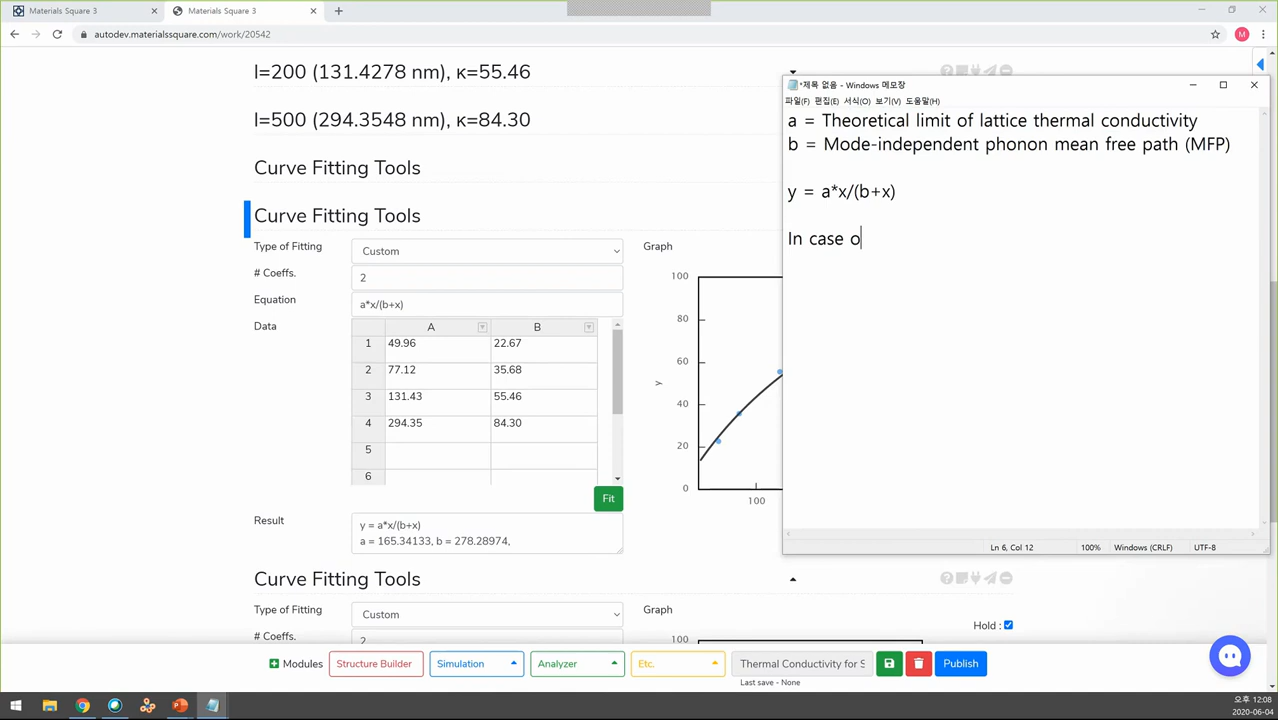 Materials Square 3
Materials Square 3
autodev.materialssquare.com/work/20542
M
l=200 (131.4278 nm), κ=55.46
l=500 (294.3548 nm), κ=84.30
Curve Fitting Tools
Curve Fitting Tools
Type of Fitting
Custom
# Coeffs.
2
Equation
a*x/(b+x)
Data
A
B
1 49.96 22.67
2 77.12 35.68
3 131.43 55.46
4 294.35 84.30
5
6
Fit
Result
y = a*x/(b+x)
a = 165.34133, b = 278.28974,
Graph
100
80
60
y
40
20
0
100
*제목 없음 - Windows 메모장
파일(F) 편집(E) 서식(O) 보기(V) 도움말(H)
a = Theoretical limit of lattice thermal conductivity
b = Mode-independent phonon mean free path (MFP)
y = a*x/(b+x)
In case o
Ln 6, Col 12
100%
Windows (CRLF)
UTF-8
Curve Fitting Tools
Type of Fitting
Custom
# Coeffs.
2
Graph
Hold :
100
Modules
Structure Builder
Simulation
Analyzer
Etc.
Thermal Conductivity for S
Last save - None
Publish
오후 12:08
2020-06-04